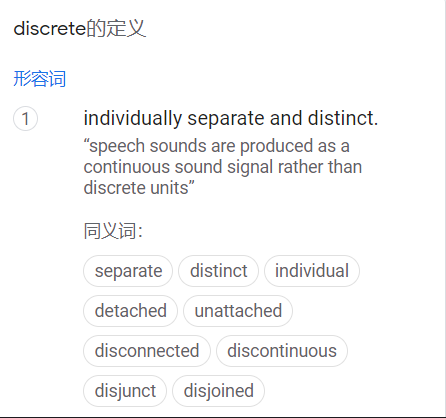 discrete的定义
形容词
1 individually separate and distinct.
“speech sounds are produced as a
continuous sound signal rather than
discrete units”
同义词：
separate distinct individual
detached unattached
disconnected discontinuous
disjunct disjoined